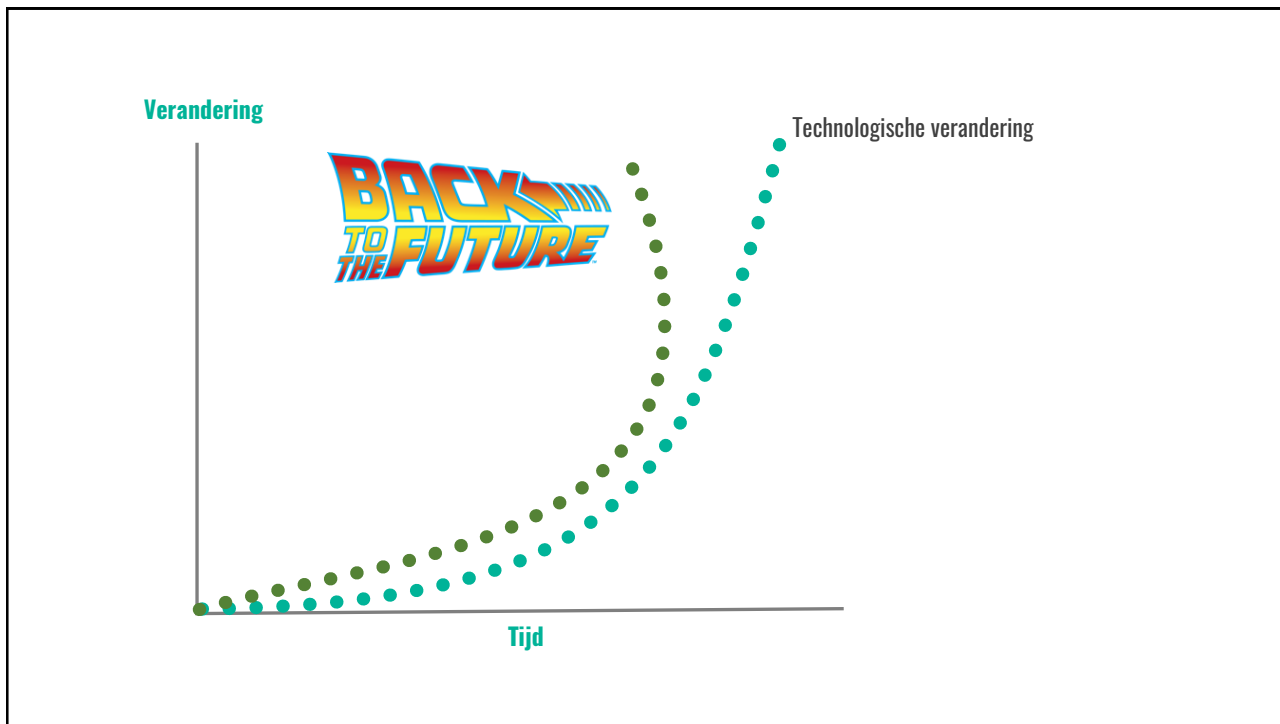 Verandering
Technologische verandering
BACK
TO
THE FUTURE
Tijd